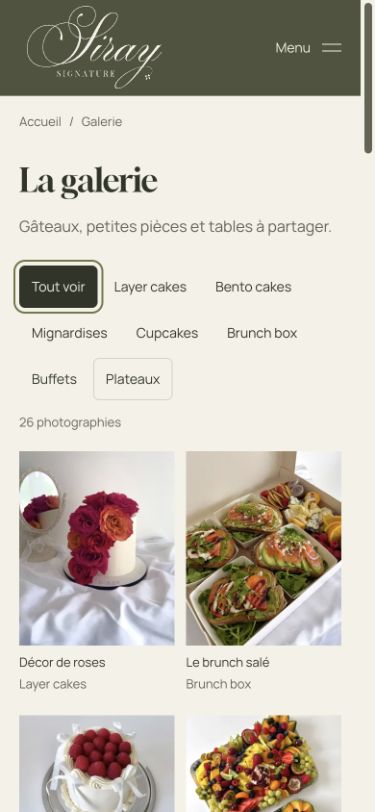 Siray
SIGNATURE
Menu
Accueil / Galerie
La galerie
Gâteaux, petites pièces et tables à partager.
Tout voir Layer cakes Bento cakes
Mignardises Cupcakes Brunch box
Buffets Plateaux
26 photographies
Décor de roses Le brunch salé
Layer cakes Brunch box